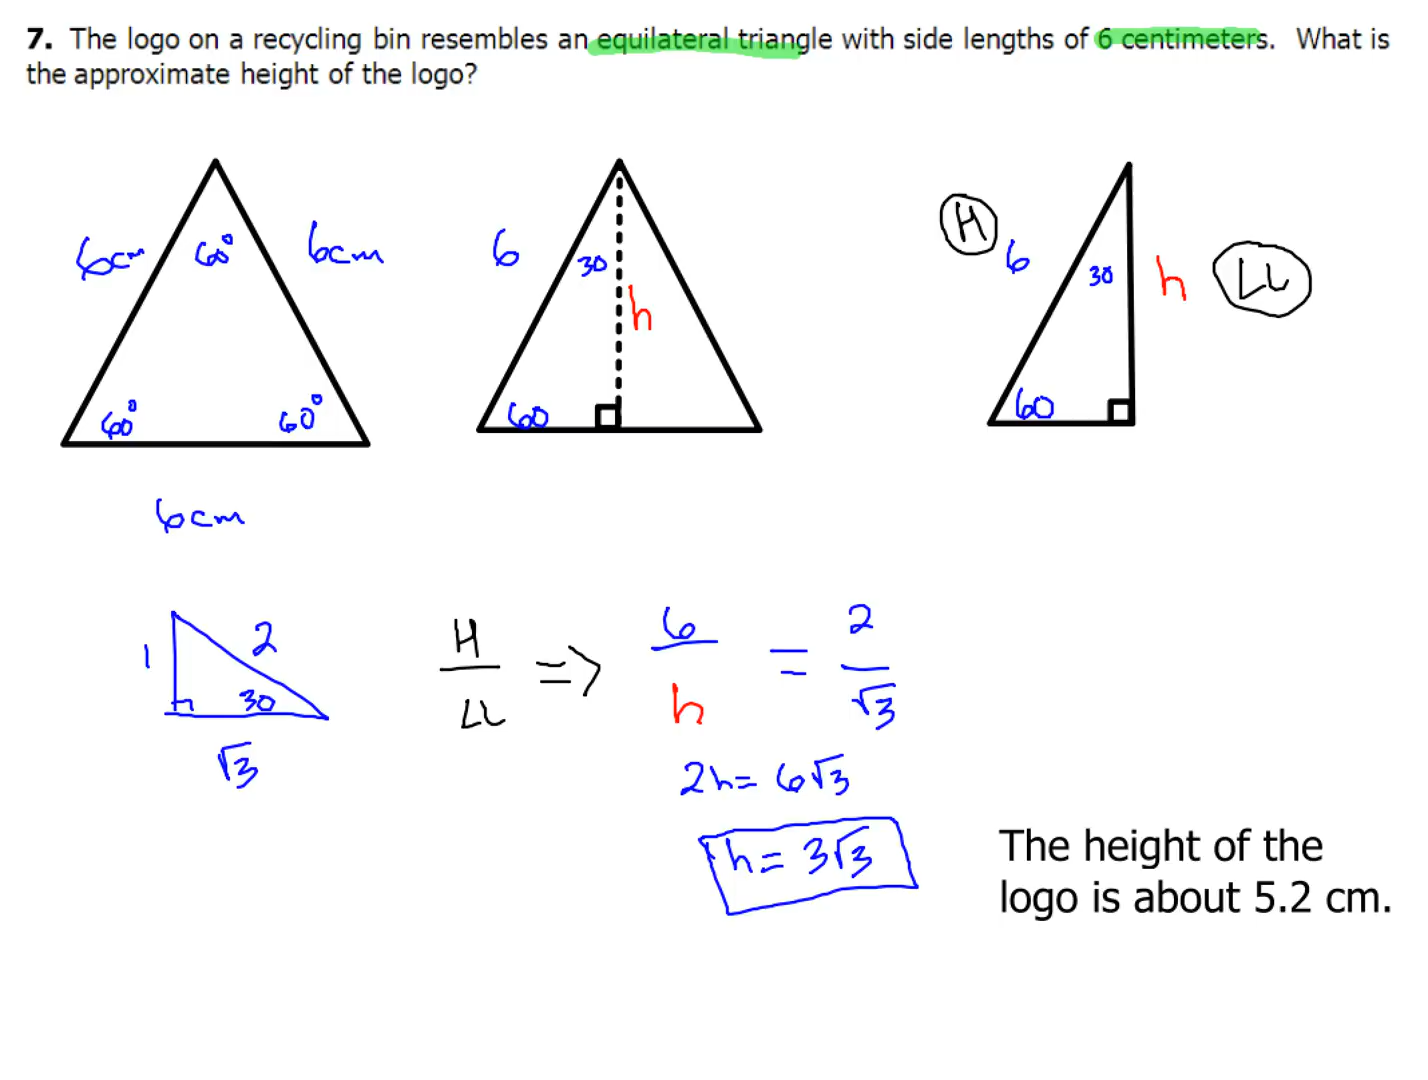 7. The logo on a recycling bin resembles an equilateral triangle with side lengths of 6 centimeters. What is
the approximate height of the logo?
6cm 60° 6cm
60° 60°
6cm
6 30 h
60
H 6 30 h LL
60
1 2 30 √3
H/LL => 6/h = 2/√3
2h = 6√3
h = 3√3
The height of the
logo is about 5.2 cm.